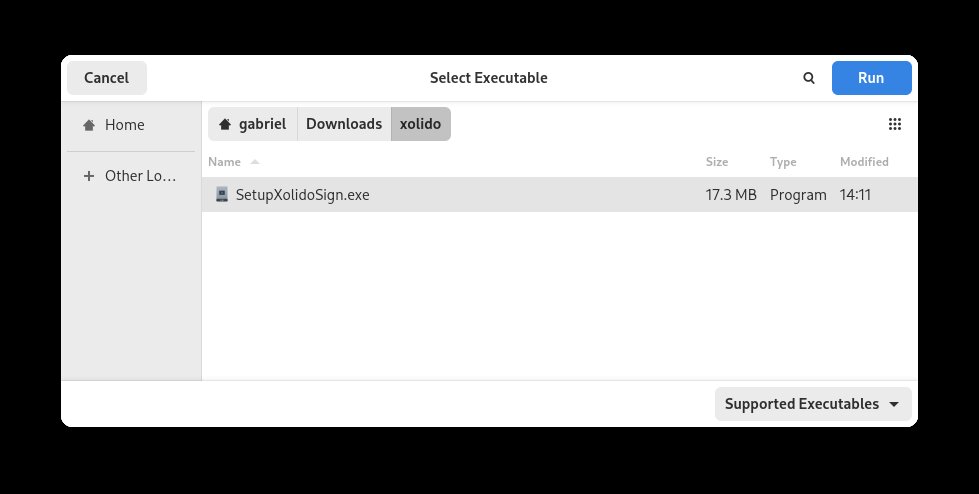 Cancel Select Executable Run
Home gabriel Downloads xolido
Name Size Type Modified
Other Lo...
SetupXolidoSign.exe 17.3 MB Program 14:11
Supported Executables